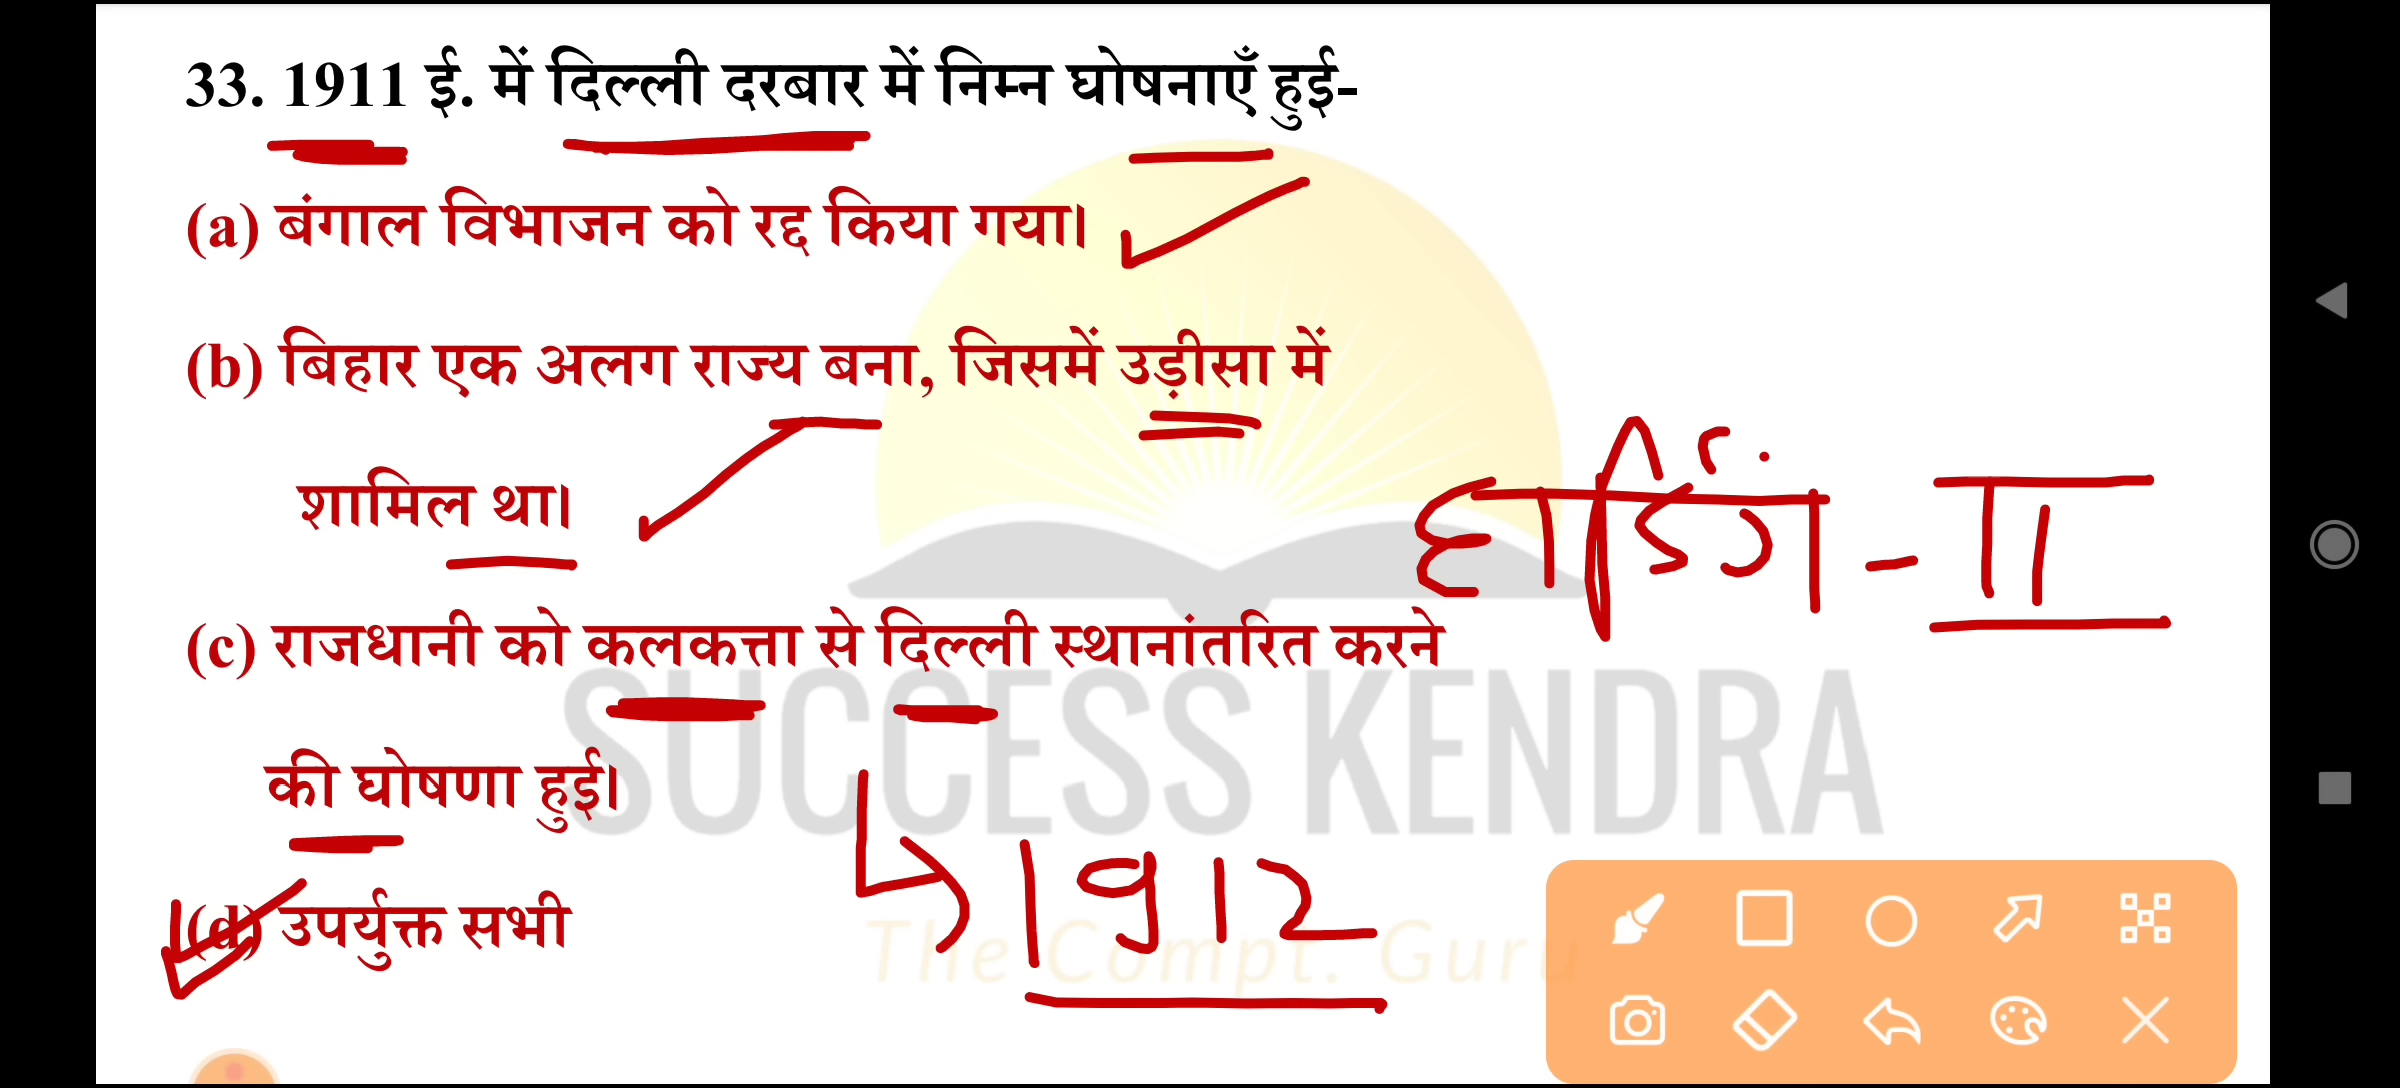 33. 1911 ई. में दिल्ली दरबार में निम्न घोषनाएँ हुई-
(a) बंगाल विभाजन को रद्द किया गया।
(b) बिहार एक अलग राज्य बना, जिसमें उड़ीसा में
शामिल था।
हार्डिंग - II
(c) राजधानी को कलकत्ता से दिल्ली स्थानांतरित करने
SUCCESS KENDRA
की घोषणा हुई।
1912
(d) उपर्युक्त सभी
The Compt. Guru